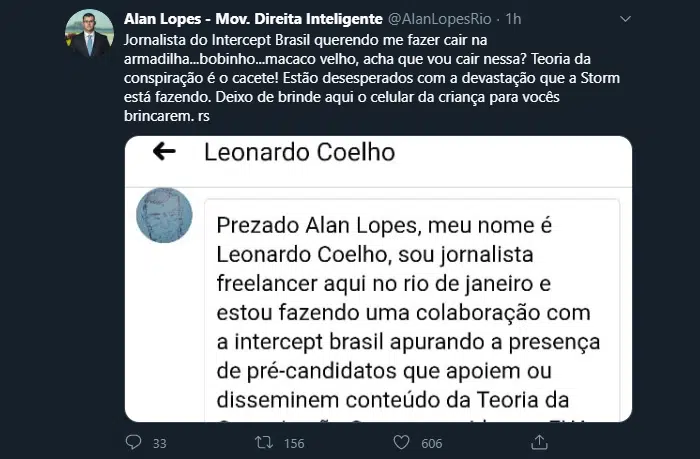 Alan Lopes - Mov. Direita Inteligente @AlanLopesRio · 1h
Jornalista do Intercept Brasil querendo me fazer cair na
armadilha...bobinho...macaco velho, acha que vou cair nessa? Teoria da
conspiração é o cacete! Estão desesperados com a devastação que a Storm
está fazendo. Deixo de brinde aqui o celular da criança para vocês
brincarem. rs
Leonardo Coelho
Prezado Alan Lopes, meu nome é
Leonardo Coelho, sou jornalista
freelancer aqui no rio de janeiro e
estou fazendo uma colaboração com
a intercept brasil apurando a presença
de pré-candidatos que apoiem ou
disseminem conteúdo da Teoria da
33 156 606